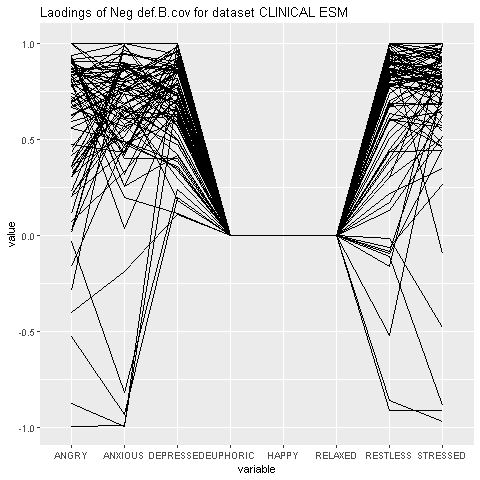 Laodings of Neg def.B.cov for dataset CLINICAL ESM
value
1.0
0.5
0.0
-0.5
-1.0
ANGRY ANXIOUS DEPRESSEDEUPHORIC HAPPY RELAXED RESTLESS STRESSED
variable